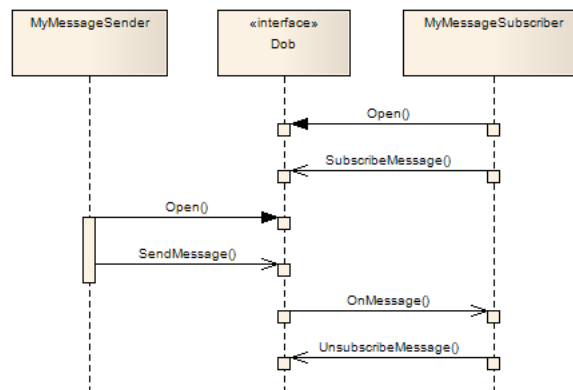 MyMessageSender
«interface»
Dob
MyMessageSubscriber
Open()
SubscribeMessage()
Open()
SendMessage()
OnMessage()
UnsubscribeMessage()